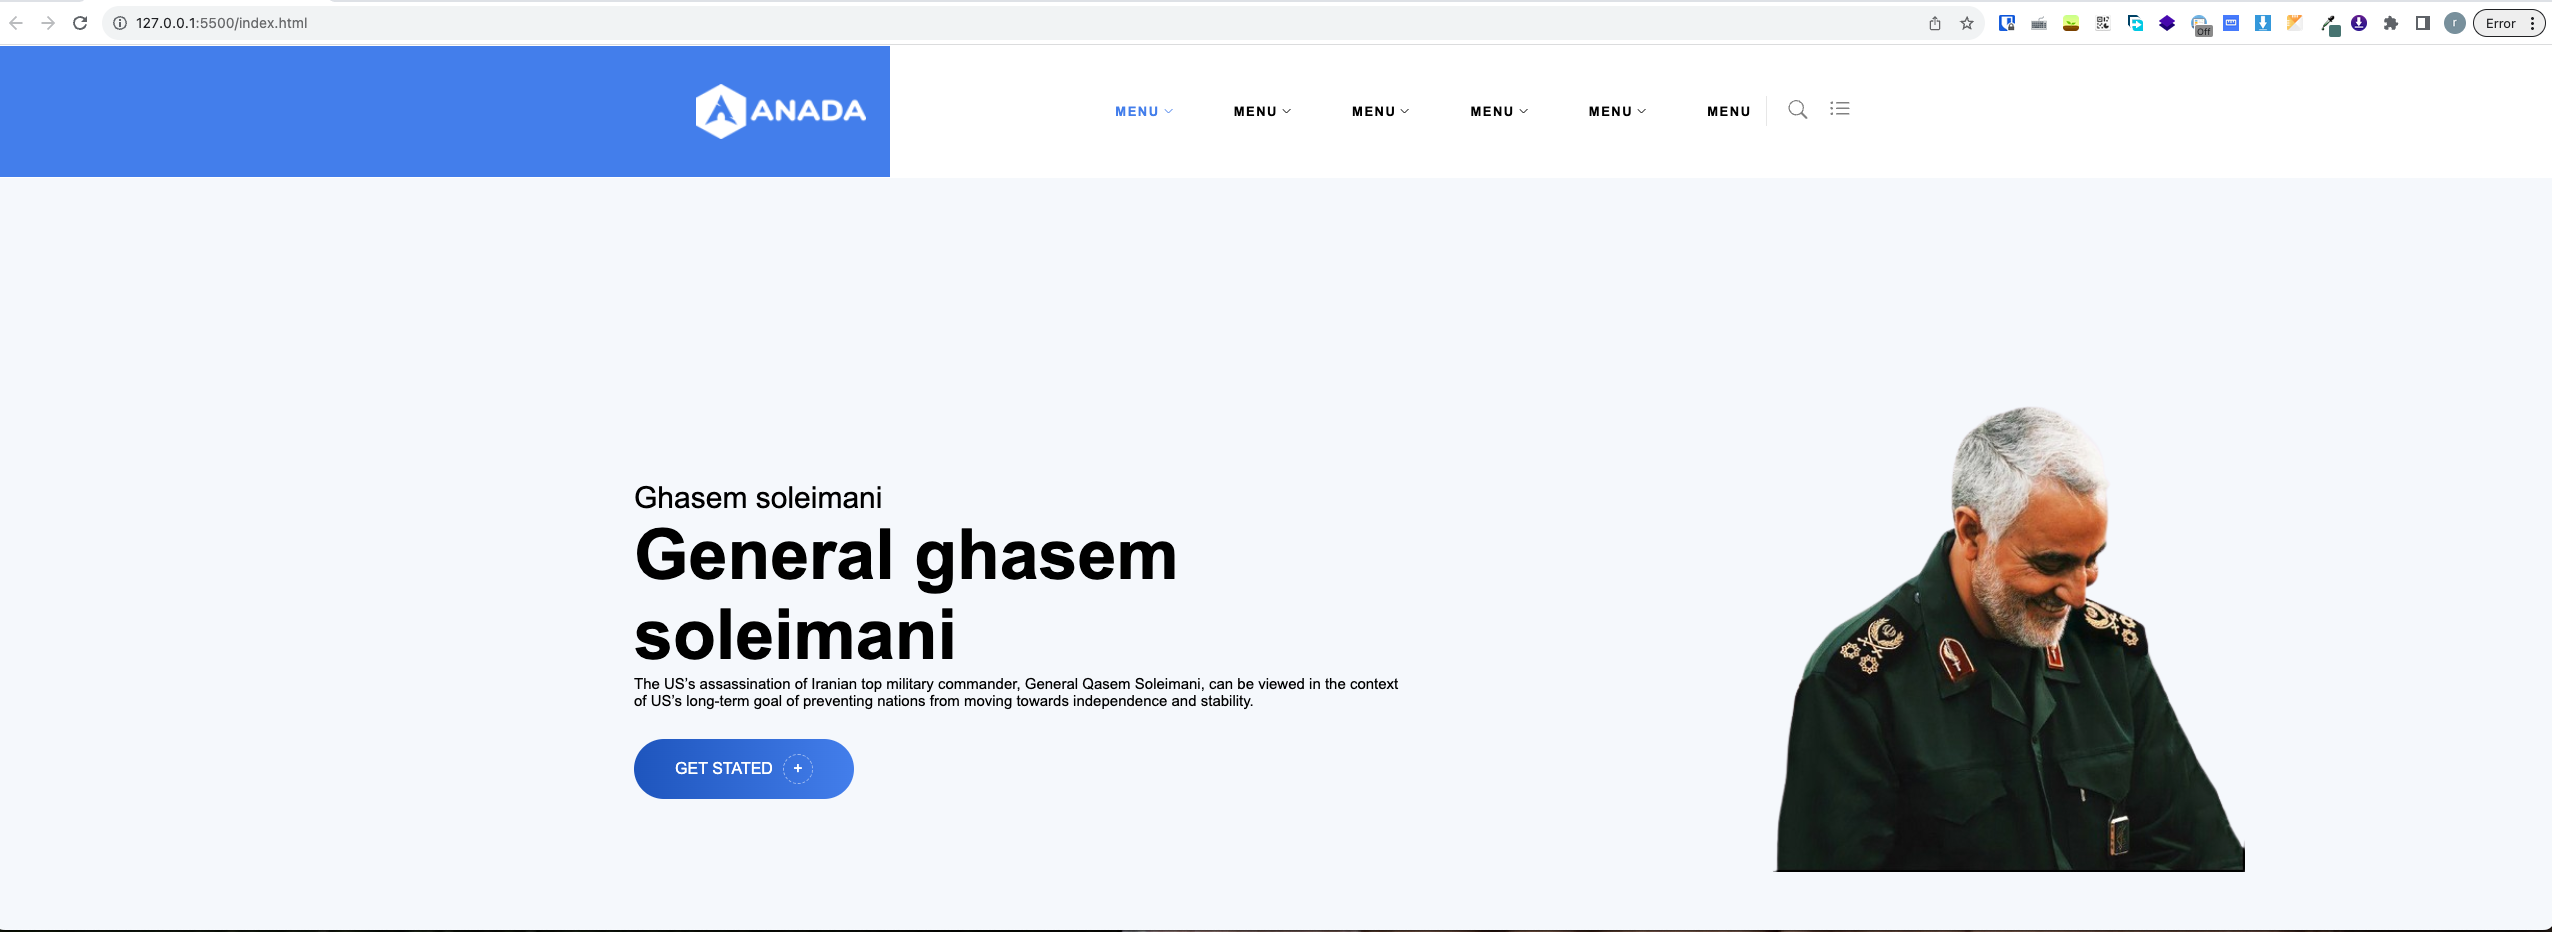 127.0.0.1:5500/index.html
Off
r
Error
ANADA
MENU MENU MENU MENU MENU MENU
Ghasem soleimani
General ghasem
soleimani
The US's assassination of Iranian top military commander, General Qasem Soleimani, can be viewed in the context
of US's long-term goal of preventing nations from moving towards independence and stability.
GET STATED +